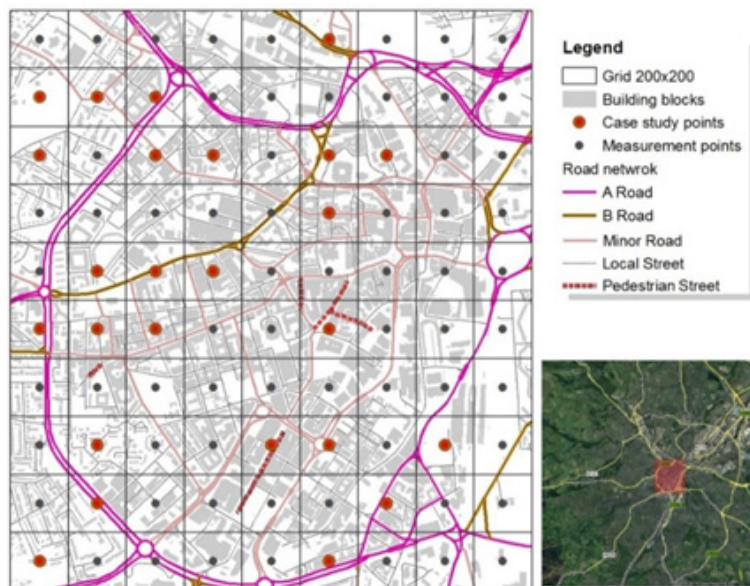 Legend
Grid 200x200
Building blocks
Case study points
Measurement points
Road netwrok
A Road
B Road
Minor Road
Local Street
Pedestrian Street